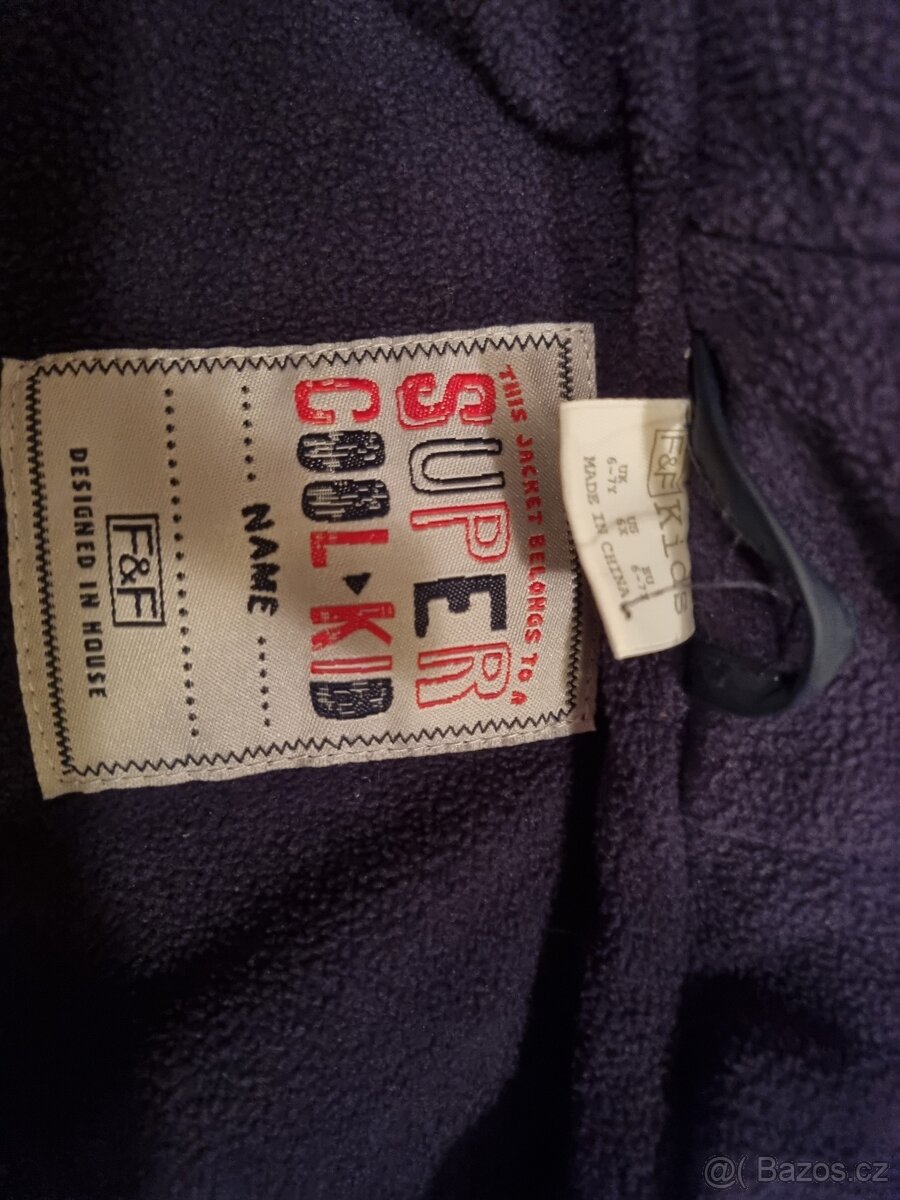 THIS JACKET BELONGS TO A
SUPER
COOL KID
NAME
F&F
DESIGNED IN HOUSE
F&F Kids
UK US EU
6-7Y 6X 6-7
MADE IN CHINA
@( Bazos.cz